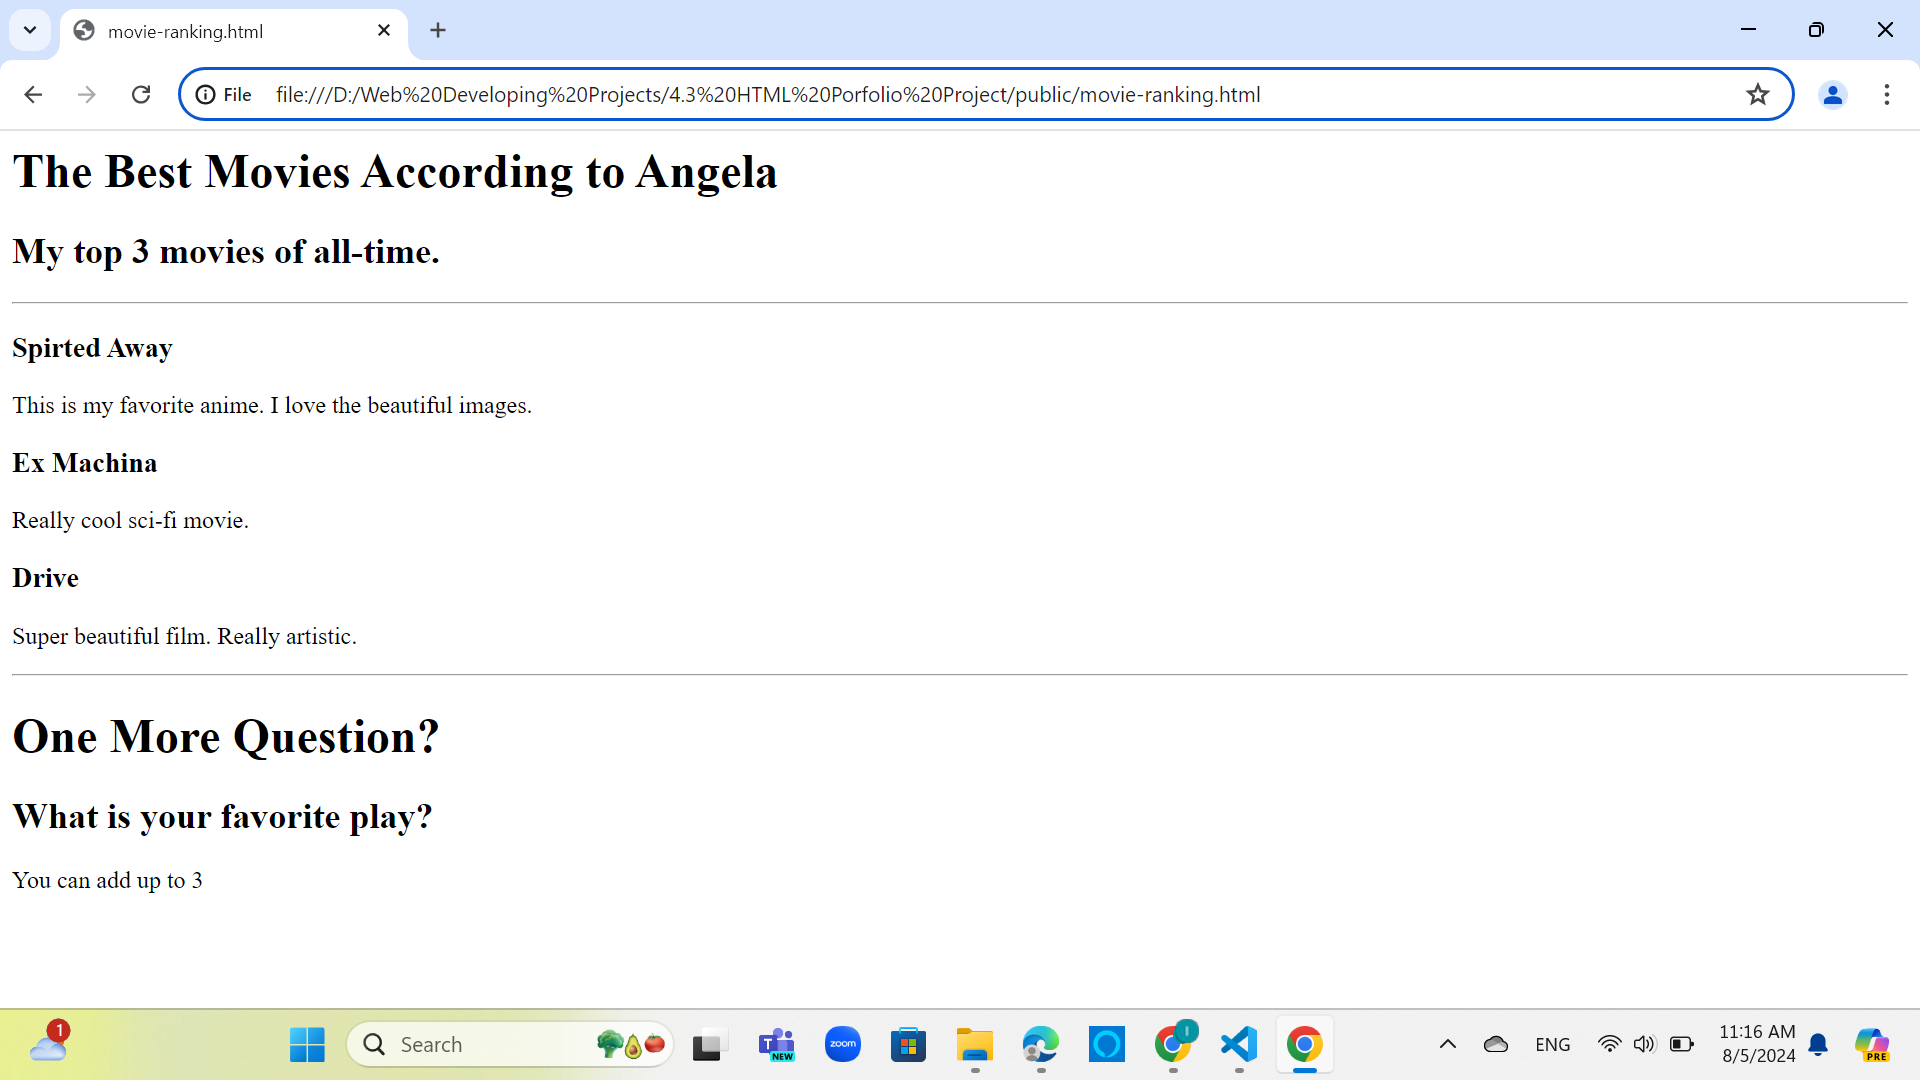 movie-ranking.html
File file:///D:/Web%20Developing%20Projects/4.3%20HTML%20Porfolio%20Project/public/movie-ranking.html
The Best Movies According to Angela
My top 3 movies of all-time.
Spirted Away
This is my favorite anime. I love the beautiful images.
Ex Machina
Really cool sci-fi movie.
Drive
Super beautiful film. Really artistic.
One More Question?
What is your favorite play?
You can add up to 3
1
Search
T
NEW
zoom
I
ENG
11:16 AM
8/5/2024
PRE